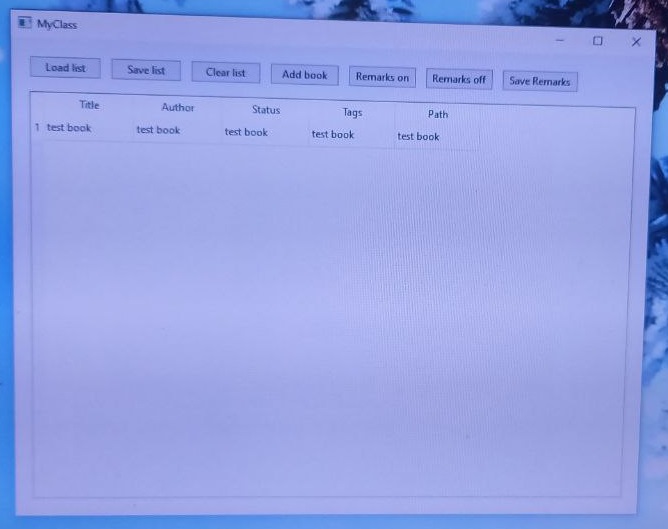 MyClass
Load list Save list Clear list Add book Remarks on Remarks off Save Remarks
Title Author Status Tags Path
1 test book test book test book test book test book